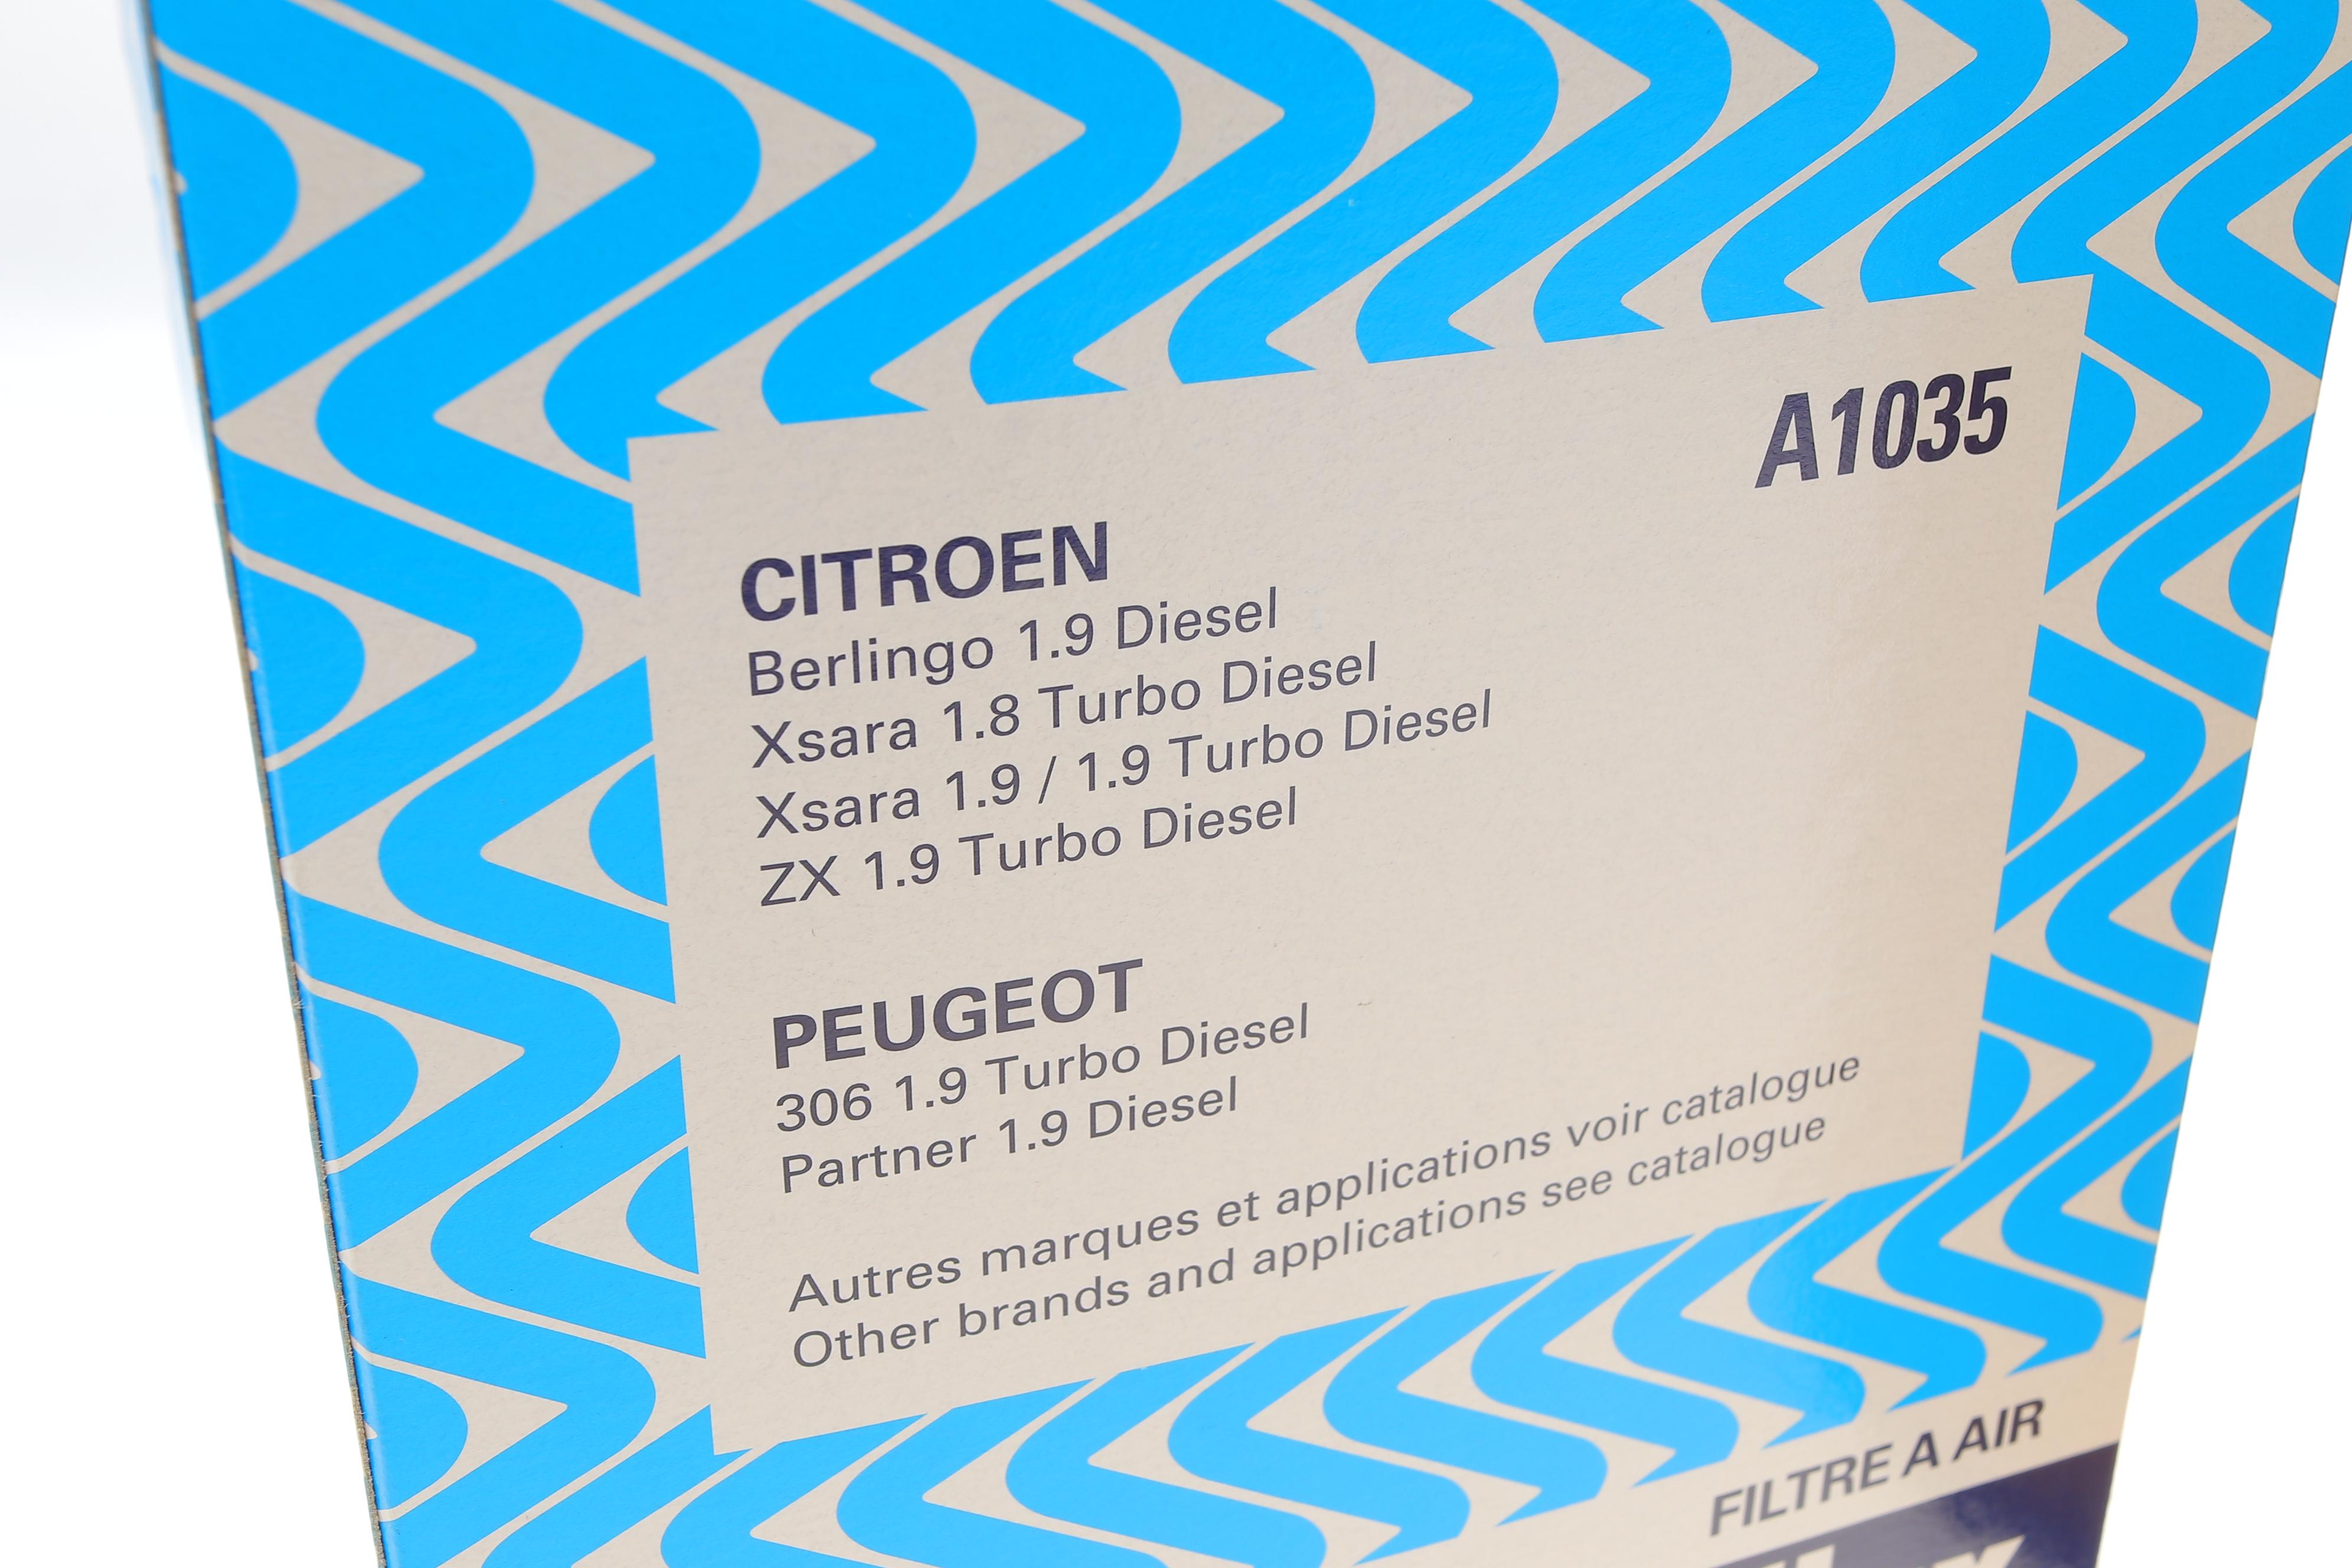 A1035
CITROEN
Berlingo 1.9 Diesel
Xsara 1.8 Turbo Diesel
Xsara 1.9 / 1.9 Turbo Diesel
ZX 1.9 Turbo Diesel
PEUGEOT
306 1.9 Turbo Diesel
Partner 1.9 Diesel
Autres marques et applications voir catalogue
Other brands and applications see catalogue
FILTRE A AIR